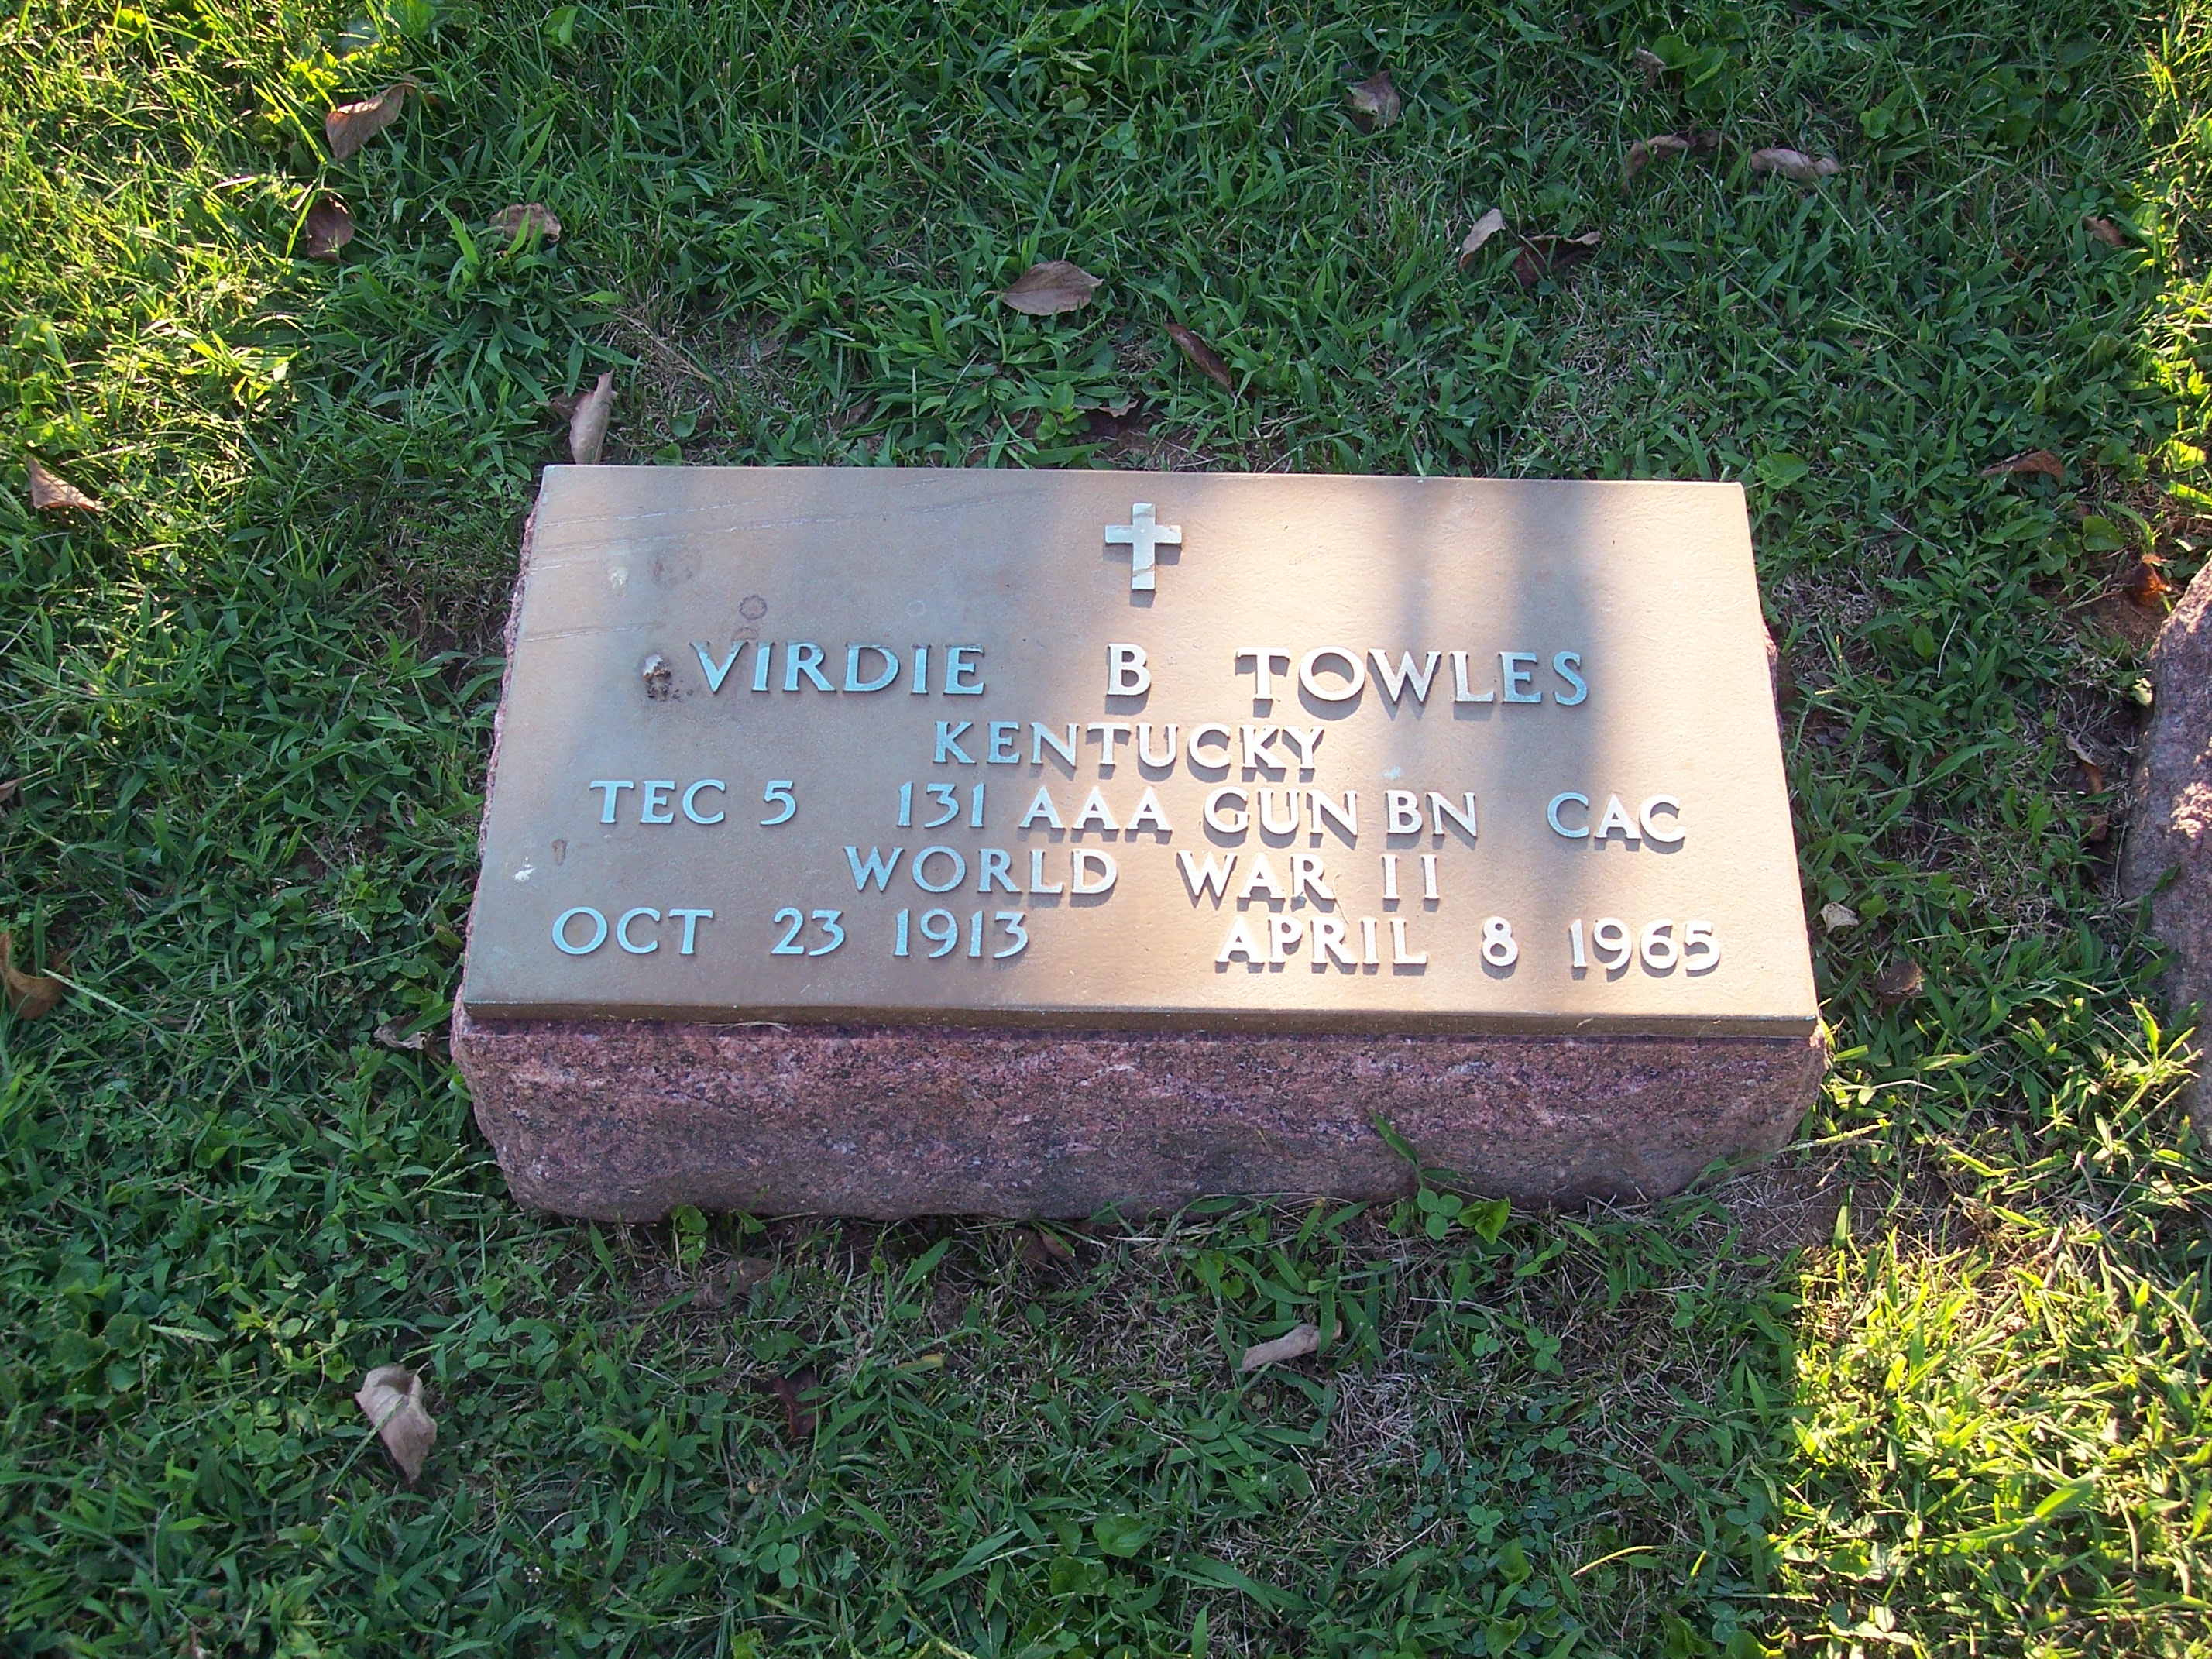 VIRDIE B TOWLES
KENTUCKY
TEC 5 131 AAA GUN BN CAC
WORLD WAR II
OCT 23 1913 APRIL 8 1965